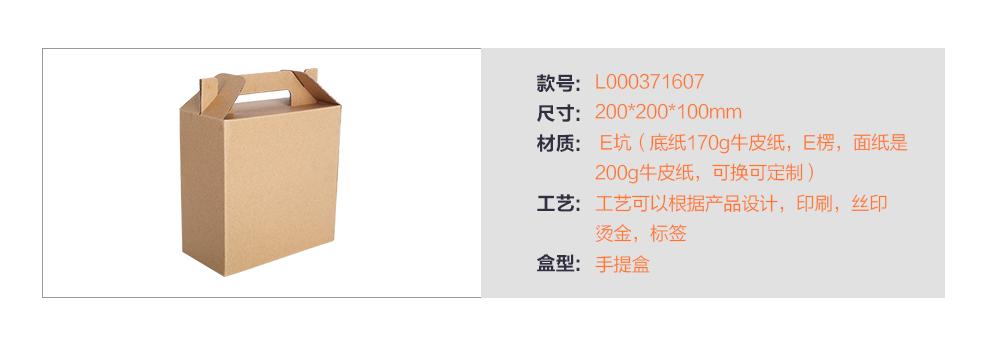 款号：L000371607
尺寸：200*200*100mm
材质：E坑（底纸170g牛皮纸，E楞，面纸是
200g牛皮纸，可换可定制）
工艺：工艺可以根据产品设计，印刷，丝印
烫金，标签
盒型：手提盒